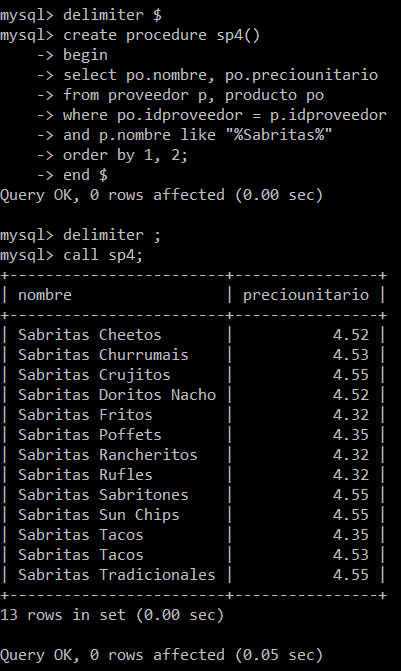 mysql> delimiter $
mysql> create procedure sp4()
    -> begin
    -> select po.nombre, po.preciounitario
    -> from proveedor p, producto po
    -> where po.idproveedor = p.idproveedor
    -> and p.nombre like "%Sabritas%"
    -> order by 1, 2;
    -> end $
Query OK, 0 rows affected (0.00 sec)

mysql> delimiter ;
mysql> call sp4;
+------------------------+----------------+
| nombre                 | preciounitario |
+------------------------+----------------+
| Sabritas Cheetos       |           4.52 |
| Sabritas Churrumais    |           4.53 |
| Sabritas Crujitos      |           4.55 |
| Sabritas Doritos Nacho |           4.52 |
| Sabritas Fritos        |           4.32 |
| Sabritas Poffets       |           4.35 |
| Sabritas Rancheritos   |           4.32 |
| Sabritas Rufles        |           4.32 |
| Sabritas Sabritones    |           4.55 |
| Sabritas Sun Chips     |           4.55 |
| Sabritas Tacos         |           4.35 |
| Sabritas Tacos         |           4.53 |
| Sabritas Tradicionales |           4.55 |
+------------------------+----------------+
13 rows in set (0.00 sec)

Query OK, 0 rows affected (0.05 sec)